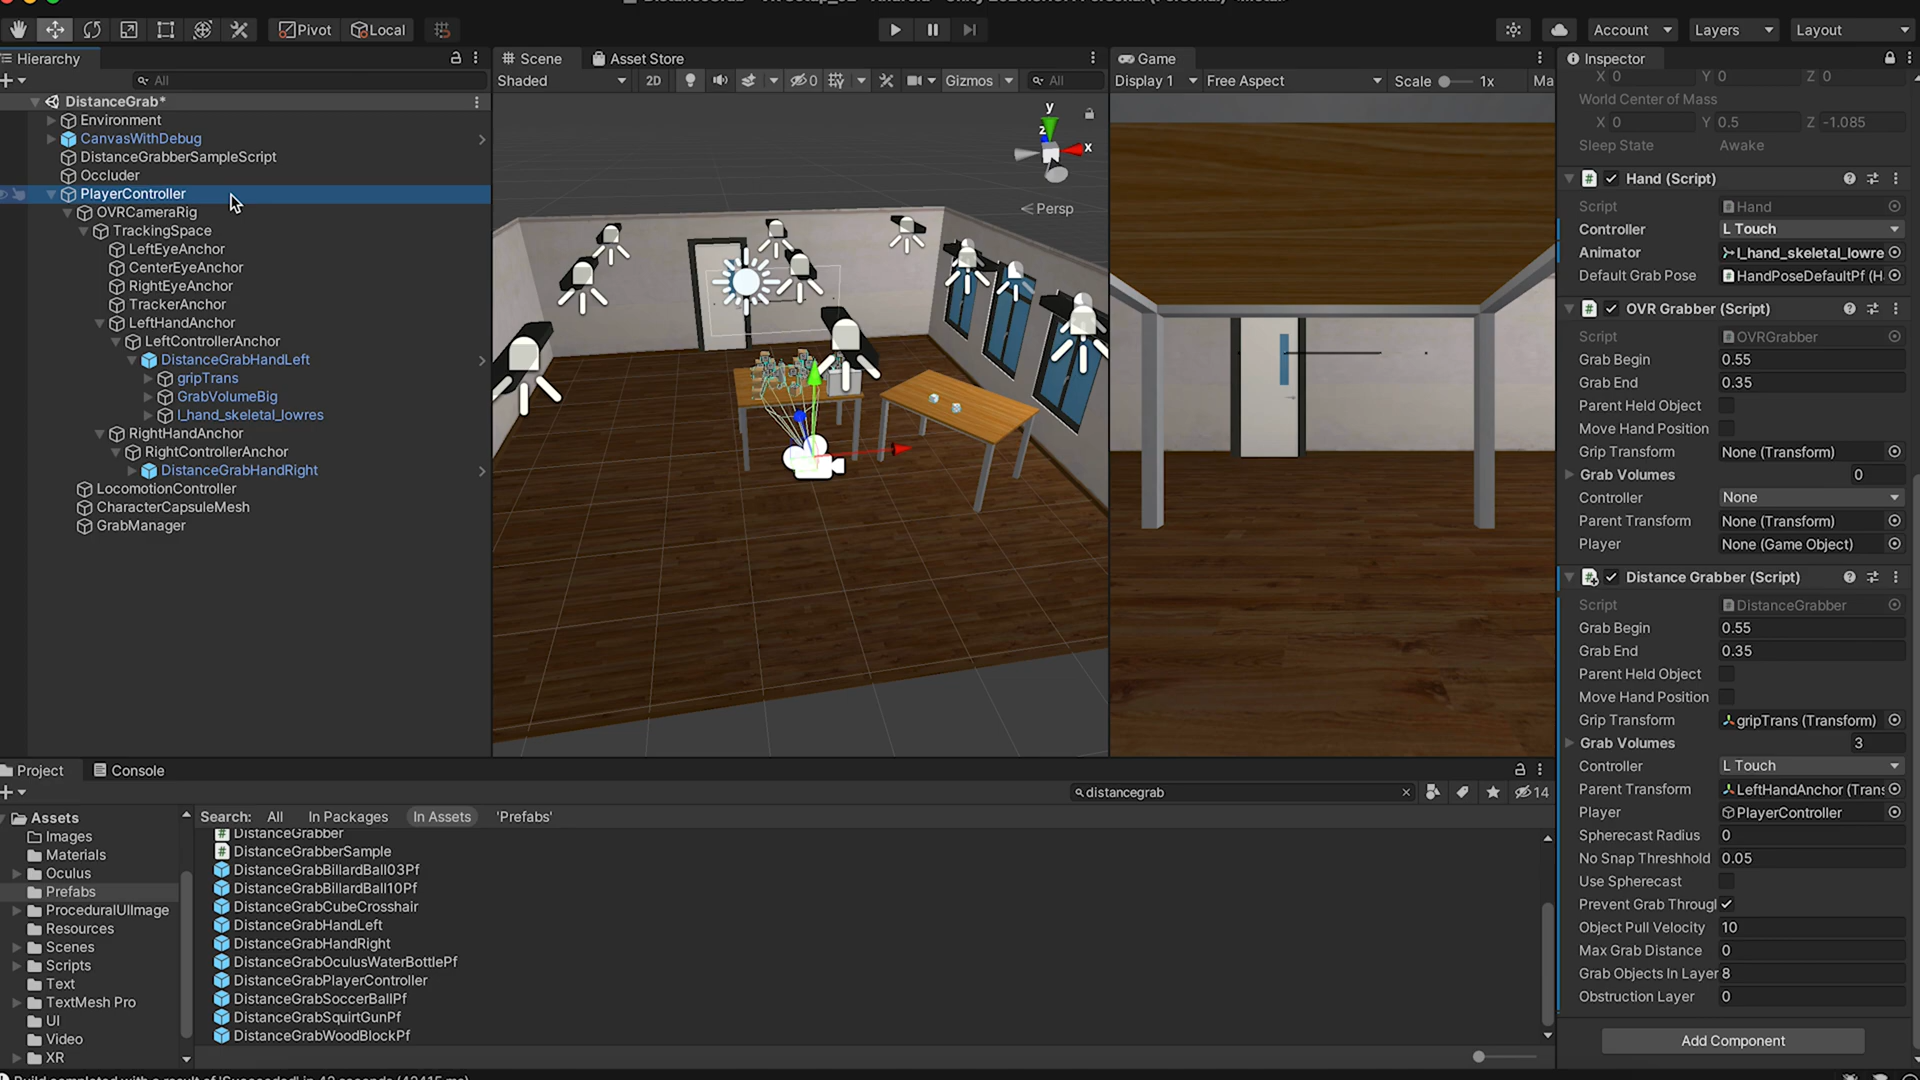 Pivot
Local
Account
Layers
Layout
Hierarchy
All
DistanceGrab*
Environment
CanvasWithDebug
DistanceGrabberSampleScript
Occluder
PlayerController
OVRCameraRig
TrackingSpace
LeftEyeAnchor
CenterEyeAnchor
RightEyeAnchor
TrackerAnchor
LeftHandAnchor
LeftControllerAnchor
DistanceGrabHandLeft
gripTrans
GrabVolumeBig
l_hand_skeletal_lowres
RightHandAnchor
RightControllerAnchor
DistanceGrabHandRight
LocomotionController
CharacterCapsuleMesh
GrabManager
Scene
Asset Store
Shaded
2D
0
Gizmos
All
y
z
x
Persp
Game
Display 1
Free Aspect
Scale
1x
Ma
Inspector
X 0
Y 0
Z 0
World Center of Mass
X 0
Y 0.5
Z -1.085
Sleep State Awake
Hand (Script)
Script Hand
Controller L Touch
Animator l_hand_skeletal_lowre
Default Grab Pose HandPoseDefaultPf (H
OVR Grabber (Script)
Script OVRGrabber
Grab Begin 0.55
Grab End 0.35
Parent Held Object
Move Hand Position
Grip Transform None (Transform)
Grab Volumes 0
Controller None
Parent Transform None (Transform)
Player None (Game Object)
Distance Grabber (Script)
Script DistanceGrabber
Grab Begin 0.55
Grab End 0.35
Parent Held Object
Move Hand Position
Grip Transform gripTrans (Transform)
Grab Volumes 3
Controller L Touch
Parent Transform LeftHandAnchor (Trans
Player PlayerController
Spherecast Radius 0
No Snap Threshhold 0.05
Use Spherecast
Prevent Grab Througl
Object Pull Velocity 10
Max Grab Distance 0
Grab Objects In Layer 8
Obstruction Layer 0
Add Component
Project
Console
distancegrab
14
Assets
Images
Materials
Oculus
Prefabs
ProceduralUIImage
Resources
Scenes
Scripts
Text
TextMesh Pro
UI
Video
XR
Search:
All
In Packages
In Assets
'Prefabs'
DistanceGrabber
DistanceGrabberSample
DistanceGrabBillardBall03Pf
DistanceGrabBillardBall10Pf
DistanceGrabCubeCrosshair
DistanceGrabHandLeft
DistanceGrabHandRight
DistanceGrabOculusWaterBottlePf
DistanceGrabPlayerController
DistanceGrabSoccerBallPf
DistanceGrabSquirtGunPf
DistanceGrabWoodBlockPf